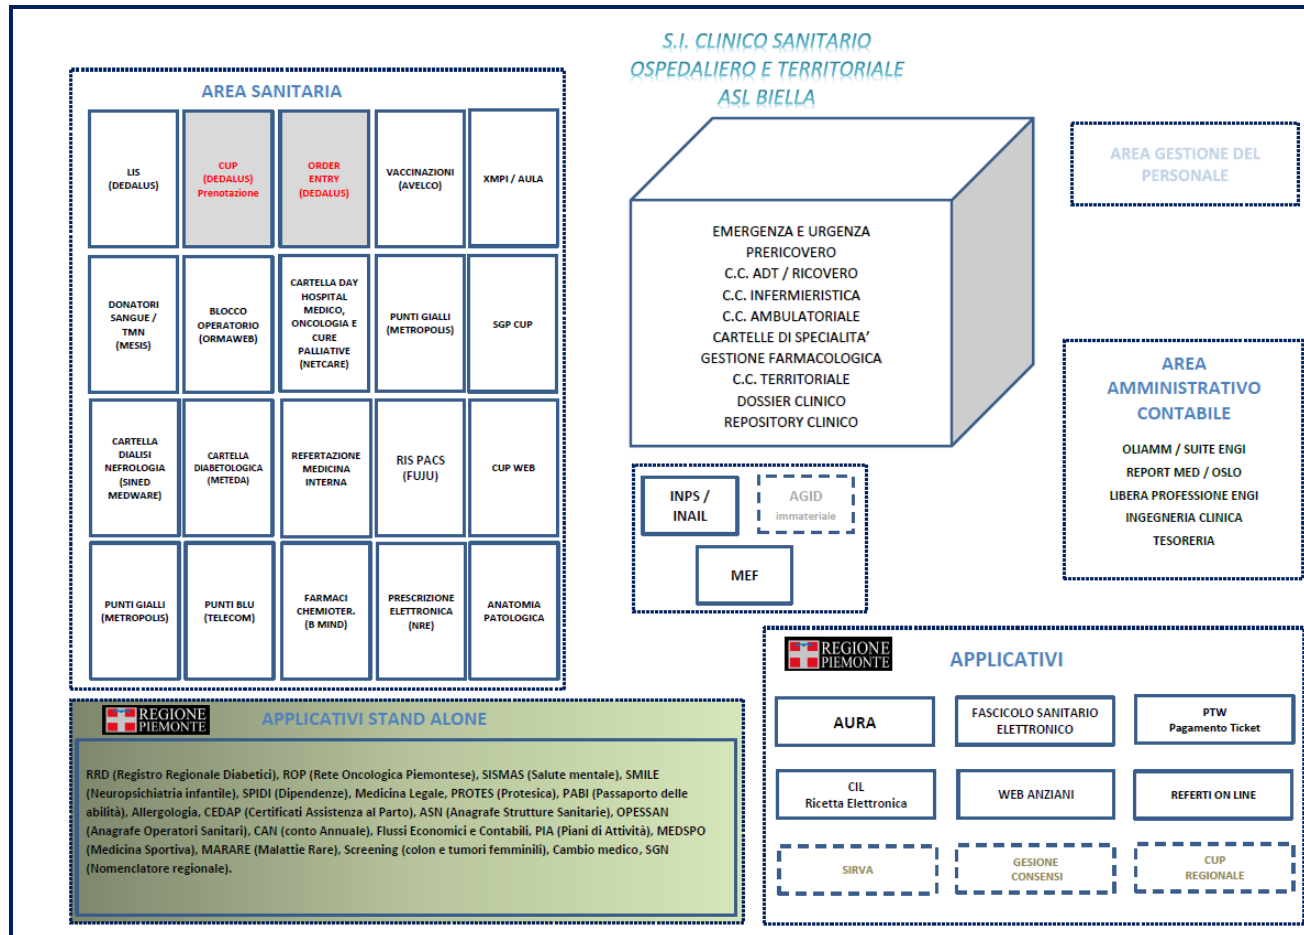 S.I. CLINICO SANITARIO
OSPEDALIERO E TERRITORIALE
ASL BIELLA
AREA SANITARIA
LIS
(DEDALUS)
CUP
(DEDALUS)
Prenotazione
ORDER
ENTRY
(DEDALUS)
VACCINAZIONI
(AVELCO)
XMPI / AULA
DONATORI
SANGUE /
TMN
(MESIS)
BLOCCO
OPERATORIO
(ORMAWEB)
CARTELLA DAY
HOSPITAL
MEDICO,
ONCOLOGIA E
CURE
PALLIATIVE
(NETCARE)
PUNTI GIALLI
(METROPOLIS)
SGP CUP
CARTELLA
DIALISI
NEFROLOGIA
(SINED
MEDWARE)
CARTELLA
DIABETOLOGICA
(METEDA)
REFERTAZIONE
MEDICINA
INTERNA
RIS PACS
(FUJU)
CUP WEB
PUNTI GIALLI
(METROPOLIS)
PUNTI BLU
(TELECOM)
FARMACI
CHEMIOTER.
(B MIND)
PRESCRIZIONE
ELETTRONICA
(NRE)
ANATOMIA
PATOLOGICA
EMERGENZA E URGENZA
PRERICOVERO
C.C. ADT / RICOVERO
C.C. INFERMIERISTICA
C.C. AMBULATORIALE
CARTELLE DI SPECIALITA’
GESTIONE FARMACOLOGICA
C.C. TERRITORIALE
DOSSIER CLINICO
REPOSITORY CLINICO
AREA GESTIONE DEL
PERSONALE
AREA
AMMINISTRATIVO
CONTABILE
OLIAMM / SUITE ENGI
REPORT MED / OSLO
LIBERA PROFESSIONE ENGI
INGEGNERIA CLINICA
TESORERIA
INPS /
INAIL
AGID
immateriale
MEF
REGIONE
PIEMONTE
APPLICATIVI
AURA
FASCICOLO SANITARIO
ELETTRONICO
PTW
Pagamento Ticket
CIL
Ricetta Elettronica
WEB ANZIANI
REFERTI ON LINE
SIRVA
GESIONE
CONSENSI
CUP
REGIONALE
REGIONE
PIEMONTE
APPLICATIVI STAND ALONE
RRD (Registro Regionale Diabetici), ROP (Rete Oncologica Piemontese), SISMAS (Salute mentale), SMILE
(Neuropsichiatria infantile), SPIDI (Dipendenze), Medicina Legale, PROTES (Protesica), PABI (Passaporto delle
abilità), Allergologia, CEDAP (Certificati Assistenza al Parto), ASN (Anagrafe Strutture Sanitarie), OPESSAN
(Anagrafe Operatori Sanitari), CAN (conto Annuale), Flussi Economici e Contabili, PIA (Piani di Attività), MEDSPO
(Medicina Sportiva), MARARE (Malattie Rare), Screening (colon e tumori femminili), Cambio medico, SGN
(Nomenclatore regionale).